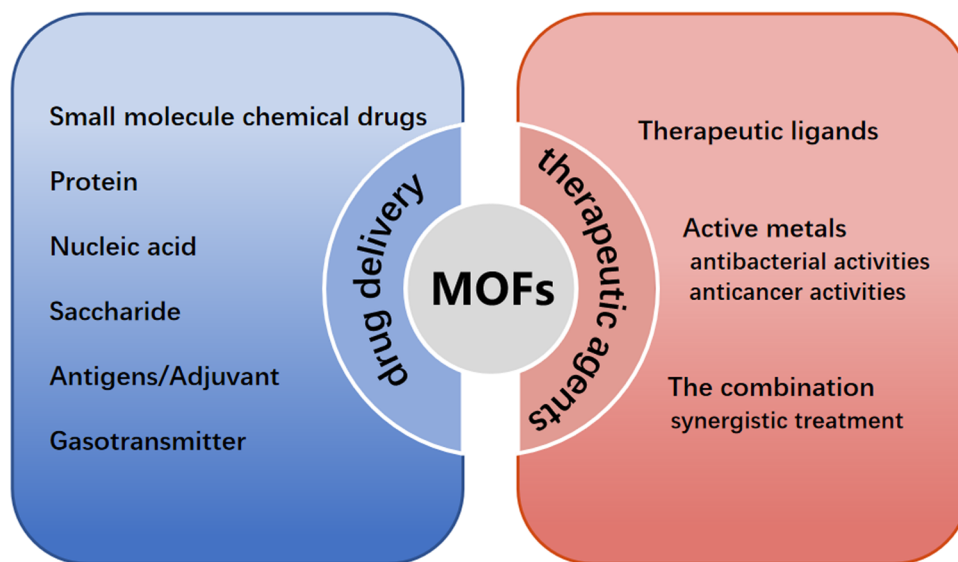 Small molecule chemical drugs
Protein
Nucleic acid
Saccharide
Antigens/Adjuvant
Gasotransmitter
drug delivery
MOFs
therapeutic agents
Therapeutic ligands
Active metals
antibacterial activities
anticancer activities
The combination
synergistic treatment